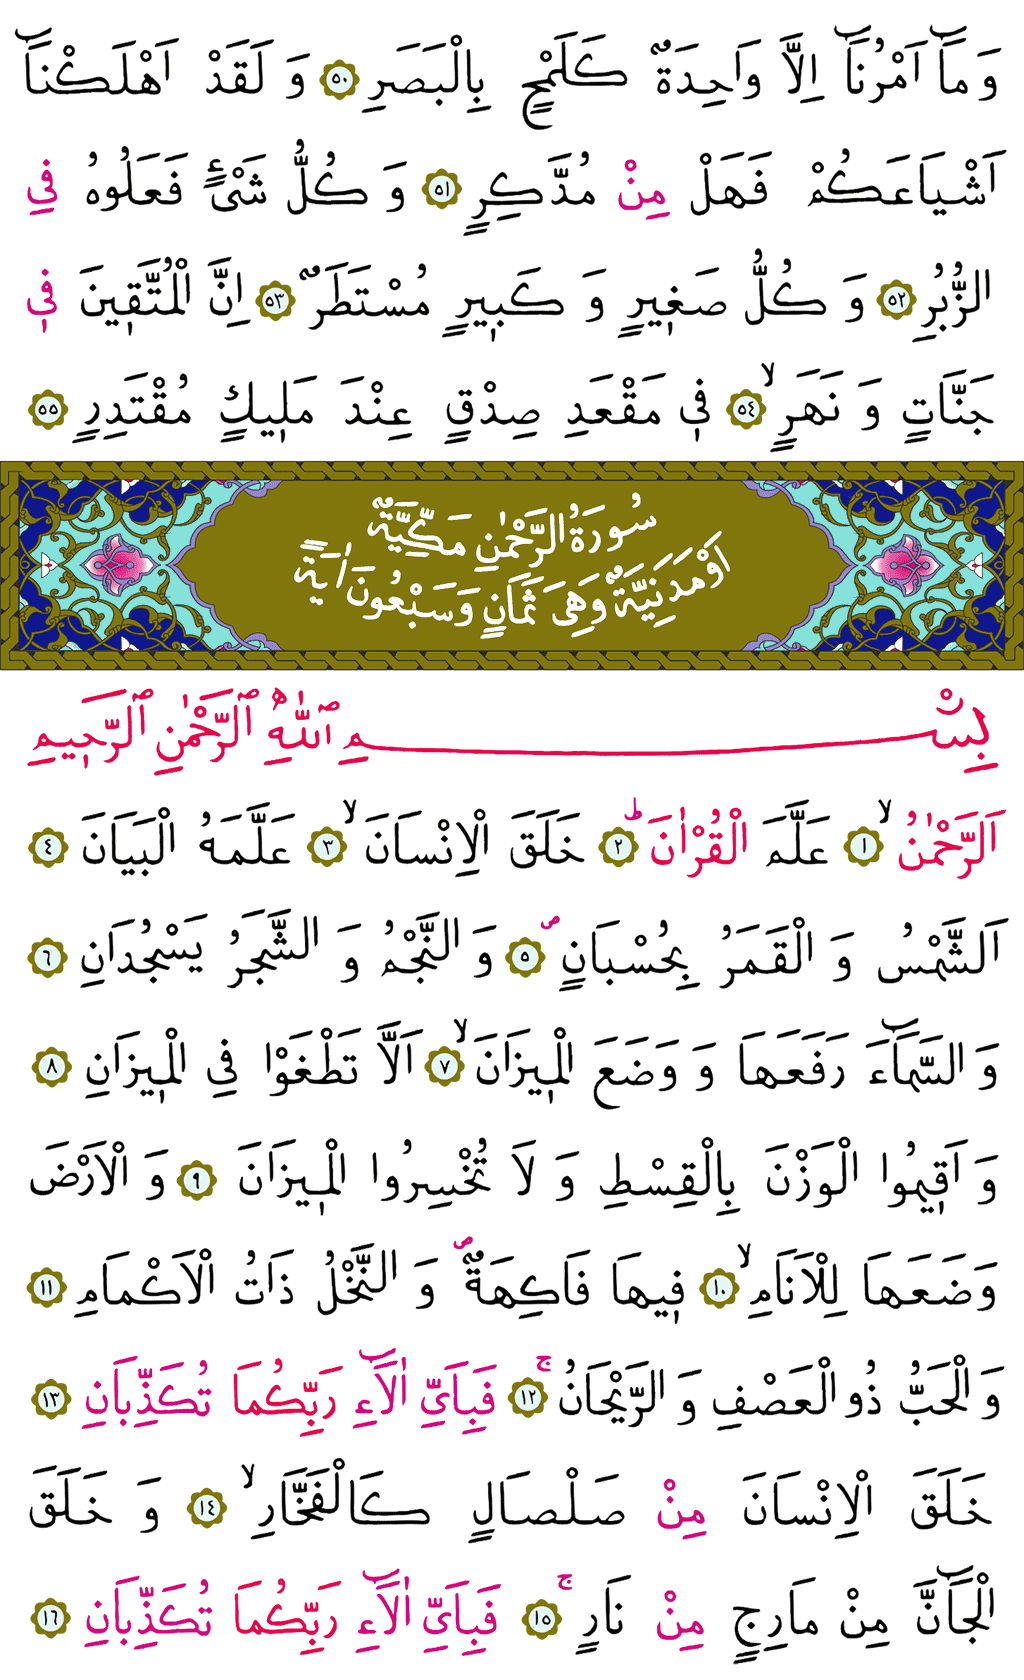 وَمَٓا اَمْرُنَٓا اِلَّا وَاحِدَةٌ كَلَمْحٍ بِالْبَصَرِ ﴿٥٠﴾ وَلَقَدْ اَهْلَكْنَٓا
اَشْيَاعَكُمْ فَهَلْ مِنْ مُدَّكِرٍ ﴿٥١﴾ وَكُلُّ شَیْءٍ فَعَلُوهُ فِي
الزُّبُرِ ﴿٥٢﴾ وَكُلُّ صَغٖيرٍ وَكَبٖيرٍ مُسْتَطَرٌ ﴿٥٣﴾ اِنَّ الْمُتَّقٖينَ فٖي
جَنَّاتٍ وَنَهَرٍۙ ﴿٥٤﴾ فٖي مَقْعَدِ صِدْقٍ عِنْدَ مَلٖيكٍ مُقْتَدِرٍ ﴿٥٥﴾
سُورَةُ الرَّحْمٰنِ مَكِّيَّةٌ
اَوْ مَدَنِيَّةٌ وَهِیَ ثَمَانٍ وَسَبْعُونَ اٰيَةً
بِسْمِ ٱللّٰهِ ٱلرَّحْمٰنِ ٱلرَّحٖيمِ
اَلرَّحْمٰنُۙ ﴿١﴾ عَلَّمَ الْقُرْاٰنَۜ ﴿٢﴾ خَلَقَ الْاِنْسَانَۙ ﴿٣﴾ عَلَّمَهُ الْبَيَانَ ﴿٤﴾
اَلشَّمْسُ وَالْقَمَرُ بِحُسْبَانٍۖ ﴿٥﴾ وَالنَّجْمُ وَالشَّجَرُ يَسْجُدَانِ ﴿٦﴾
وَالسَّمَٓاءَ رَفَعَهَا وَوَضَعَ الْمٖيزَانَۙ ﴿٧﴾ اَلَّا تَطْغَوْا فِي الْمٖيزَانِ ﴿٨﴾
وَاَقٖيمُوا الْوَزْنَ بِالْقِسْطِ وَلَا تُخْسِرُوا الْمٖيزَانَ ﴿٩﴾ وَالْاَرْضَ
وَضَعَهَا لِلْاَنَامِۙ ﴿١٠﴾ فٖيهَا فَاكِهَةٌۖ وَالنَّخْلُ ذَاتُ الْاَكْمَامِ ﴿١١﴾
وَالْحَبُّ ذُو الْعَصْفِ وَالرَّيْحَانُۚ ﴿١٢﴾ فَبِاَيِّ اٰلَٓاءِ رَبِّكُمَا تُكَذِّبَانِ ﴿١٣﴾
خَلَقَ الْاِنْسَانَ مِنْ صَلْصَالٍ كَالْفَخَّارِۙ ﴿١٤﴾ وَخَلَقَ
الْجَٓانَّ مِنْ مَارِجٍ مِنْ نَارٍۚ ﴿١٥﴾ فَبِاَيِّ اٰلَٓاءِ رَبِّكُمَا تُكَذِّبَانِ ﴿١٦﴾